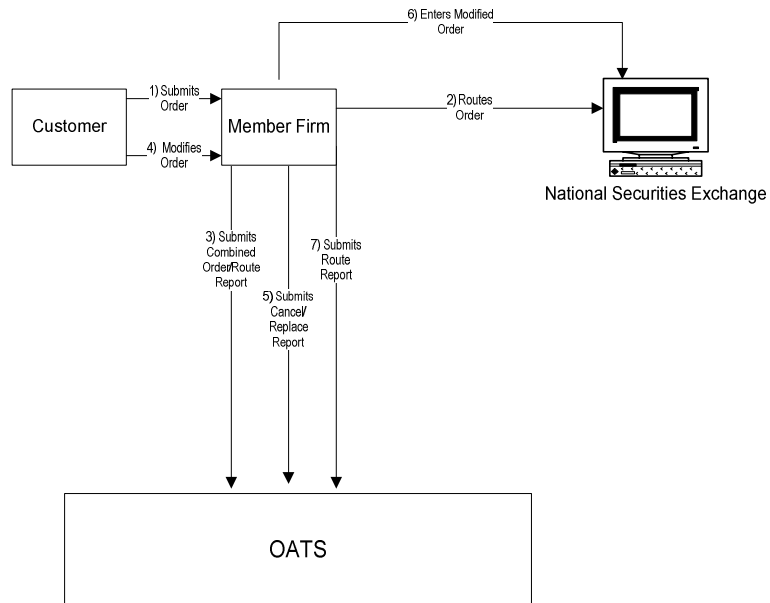 6) Enters Modified
Order
1) Submits
Order
Customer
Member Firm
2) Routes
Order
4) Modifies
Order
National Securities Exchange
3) Submits
Combined
Order/Route
Report
7) Submits
Route
Report
5) Submits
Cancel/
Replace
Report
OATS